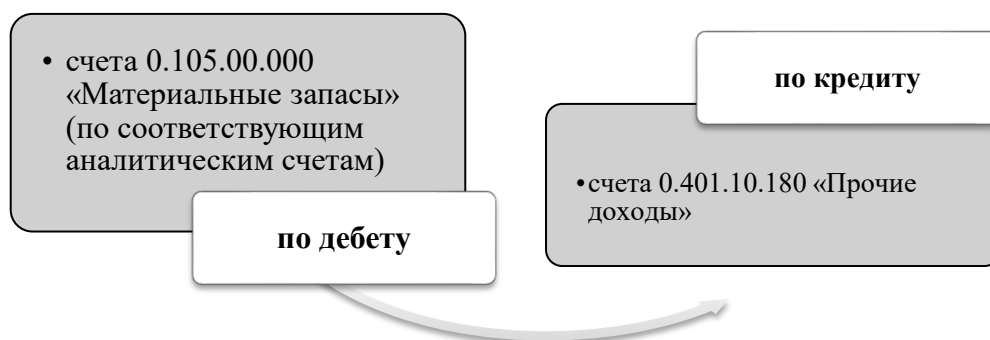 • счета 0.105.00.000
«Материальные запасы»
(по соответствующим
аналитическим счетам)
по дебету
по кредиту
•счета 0.401.10.180 «Прочие
доходы»